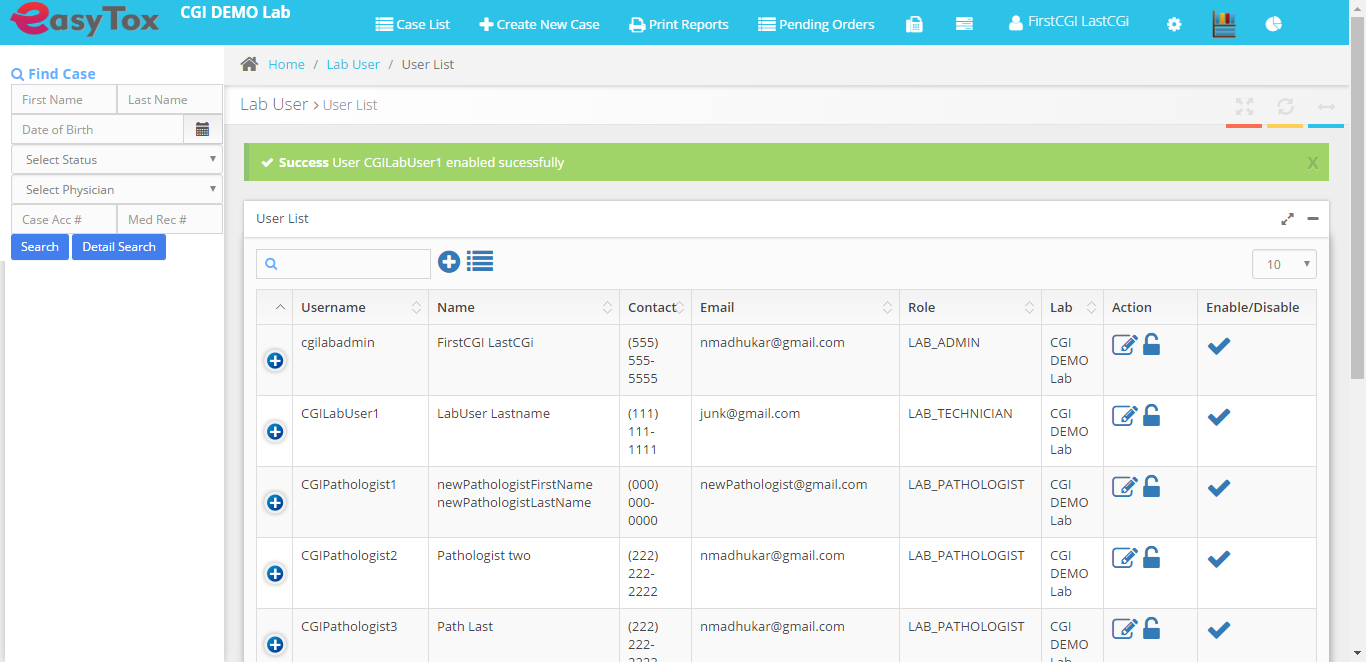 easyTox
CGI DEMO Lab
Case List
Create New Case
Print Reports
Pending Orders
FirstCGI LastCGi
Find Case
First Name
Last Name
Date of Birth
Select Status
Select Physician
Case Acc #
Med Rec #
Search
Detail Search
Home / Lab User / User List
Lab User > User List
Success User CGILabUser1 enabled sucessfully
X
User List
10
Username Name Contact Email Role Lab Action Enable/Disable
cgilabadmin FirstCGI LastCGi (555) nmadhukar@gmail.com LAB_ADMIN CGI
555- DEMO
5555 Lab
CGILabUser1 LabUser Lastname (111) junk@gmail.com LAB_TECHNICIAN CGI
111- DEMO
1111 Lab
CGIPathologist1 newPathologistFirstName (000) newPathologist@gmail.com LAB_PATHOLOGIST CGI
newPathologistLastName 000- DEMO
0000 Lab
CGIPathologist2 Pathologist two (222) nmadhukar@gmail.com LAB_PATHOLOGIST CGI
222- DEMO
2222 Lab
CGIPathologist3 Path Last (222) nmadhukar@gmail.com LAB_PATHOLOGIST CGI
222- DEMO